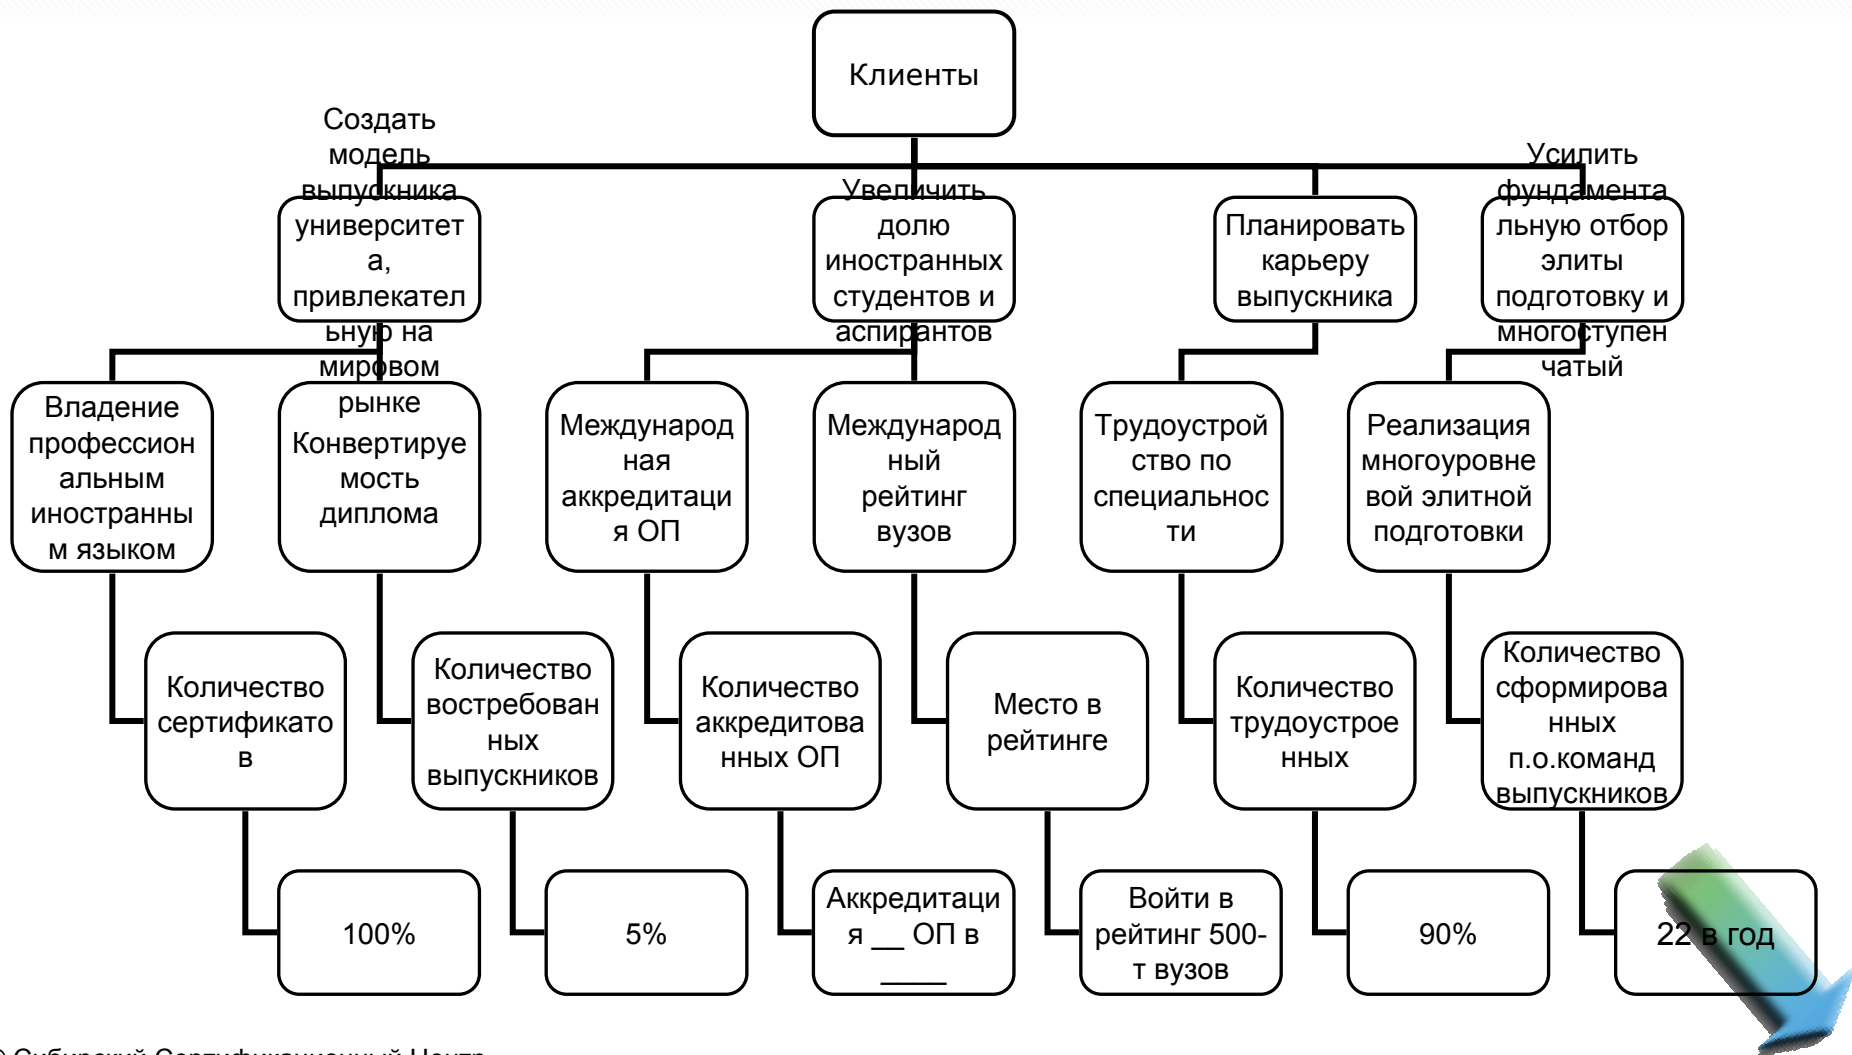 Клиенты
Создать
модель
выпускника
университет
а,
привлекател
ьную на
мировом
рынке
Увеличить
долю
иностранных
студентов и
аспирантов
Планировать
карьеру
выпускника
Усилить
фундамента
льную отбор
элиты
подготовку и
многоступен
чатый
Владение
профессион
альным
иностранны
м языком
Конвертируе
мость
диплома
Международ
ная
аккредитаци
я ОП
Международ
ный
рейтинг
вузов
Трудоустрой
ство по
специальнос
ти
Реализация
многоуровне
вой элитной
подготовки
Количество
сертификато
в
Количество
востребован
ных
выпускников
Количество
аккредитова
нных ОП
Место в
рейтинге
Количество
трудоустрое
нных
Количество
сформирова
нных
п.о.команд
выпускников
100%
5%
Аккредитаци
я __ ОП в
____
Войти в
рейтинг 500-
т вузов
90%
22 в год
© Сибирский Сертификационный Центр